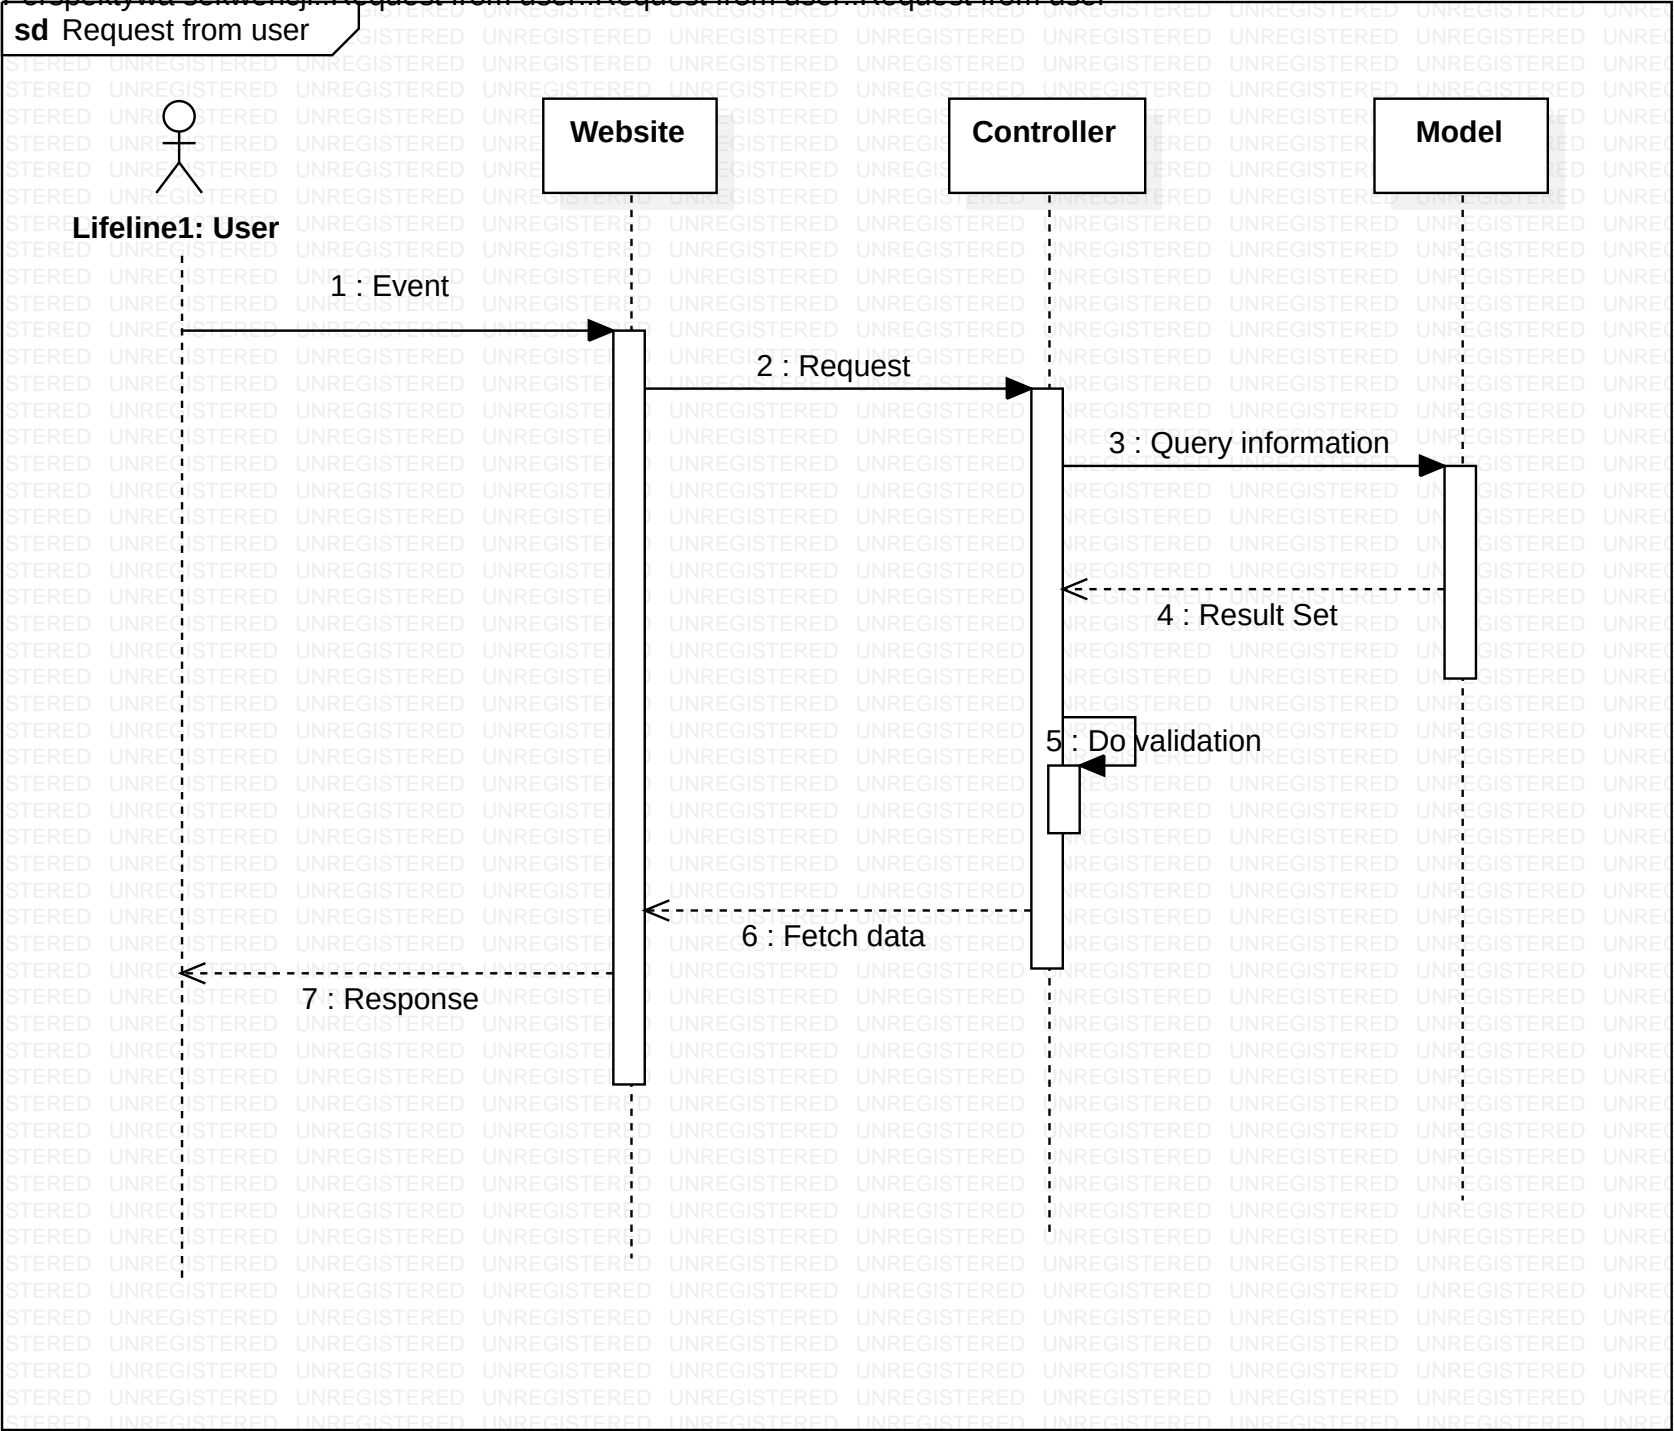 sd Request from user
Website
Controller
Model
Lifeline1: User
1 : Event
2 : Request
3 : Query information
4 : Result Set
5 : Do validation
6 : Fetch data
7 : Response
UNREGISTERED